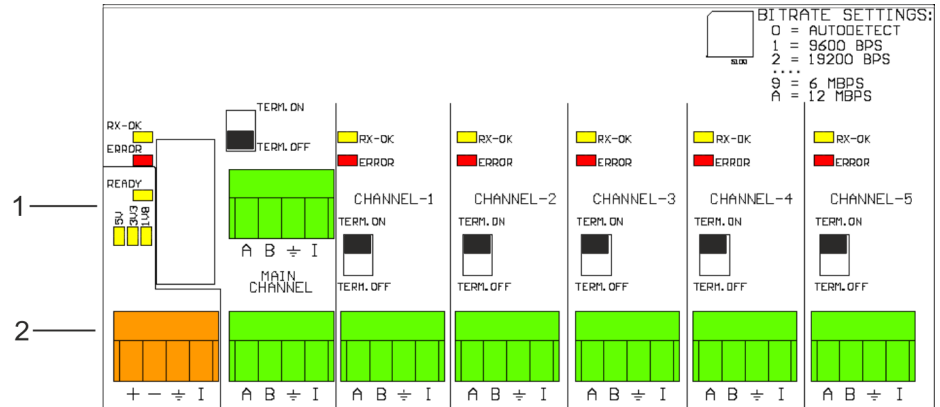 BITRATE SETTINGS:
0 = AUTODETECT
1 = 9600 BPS
2 = 19200 BPS
....
9 = 6 MBPS
A = 12 MBPS
TERM.ON
TERM.OFF
RX-OK
ERROR
READY
5V 3V3 1V8
1
2
A B I
MAIN
CHANNEL
RX-OK RX-OK RX-OK RX-OK RX-OK
ERROR ERROR ERROR ERROR ERROR
CHANNEL-1 CHANNEL-2 CHANNEL-3 CHANNEL-4 CHANNEL-5
TERM.ON TERM.ON TERM.ON TERM.ON TERM.ON
TERM.OFF TERM.OFF TERM.OFF TERM.OFF TERM.OFF
+ - I A B I A B I A B I A B I A B I A B I